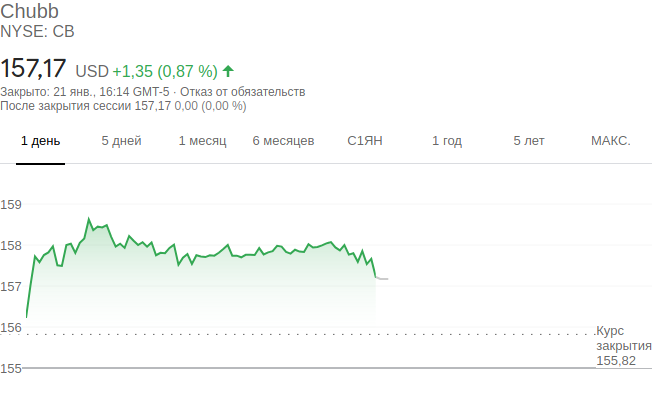 Chubb
NYSE: CB
157,17 USD +1,35 (0,87 %)
Закрыто: 21 янв., 16:14 GMT-5 · Отказ от обязательств
После закрытия сессии 157,17 0,00 (0,00 %)
1 день 5 дней 1 месяц 6 месяцев С1ЯН 1 год 5 лет МАКС.
159
158
157
156
Курс
закрытия
155,82
155